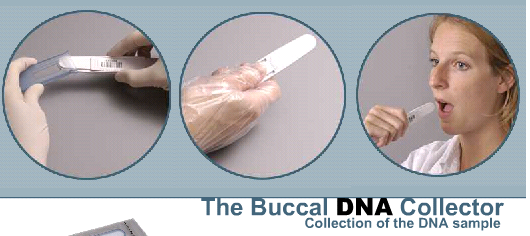 The Buccal DNA Collector
Collection of the DNA sample